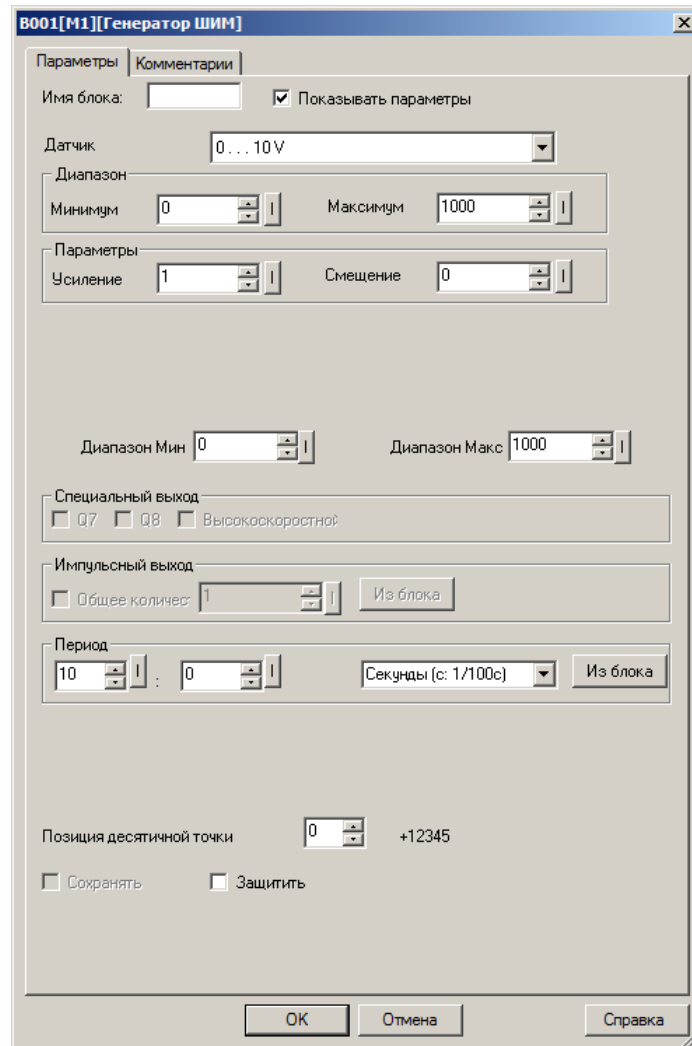 B001[M1][Генератор ШИМ]
Параметры Комментарии
Имя блока: Показывать параметры
Датчик 0 . . . 10 V
Диапазон
Минимум 0 Максимум 1000
Параметры
Усиление 1 Смещение 0
Диапазон Мин 0 Диапазон Макс 1000
Специальный выход
Q7 Q8 Высокоскоростной
Импульсный выход
Общее количес 1 Из блока
Период
10 : 0 Секунды (с: 1/100с) Из блока
Позиция десятичной точки 0 +12345
Сохранять Защитить
OK Отмена Справка